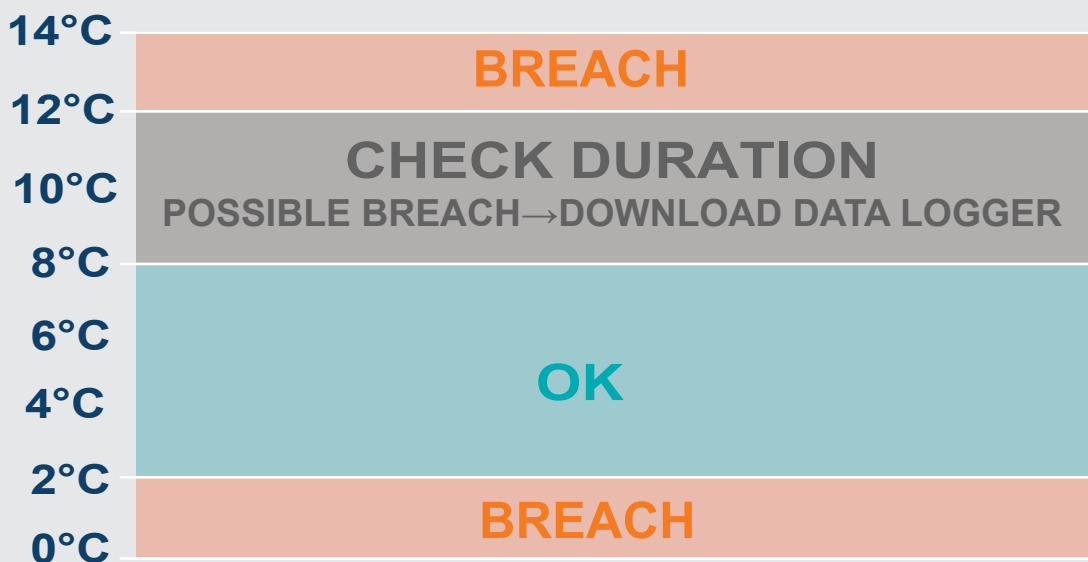 14°C
BREACH
12°C
CHECK DURATION
10°C
POSSIBLE BREACH→DOWNLOAD DATA LOGGER
8°C
6°C
OK
4°C
2°C
BREACH
0°C